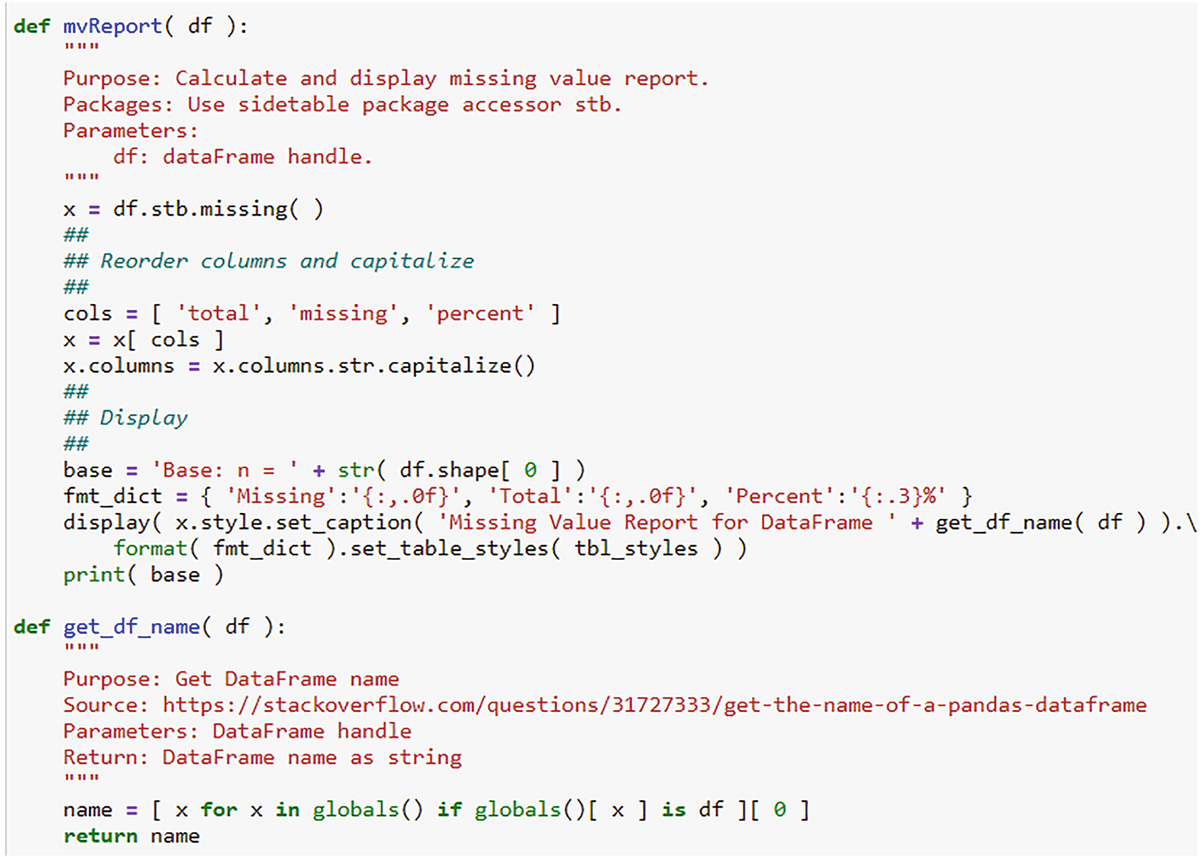 def mvReport( df ):
    """
    Purpose: Calculate and display missing value report.
    Packages: Use sidetable package accessor stb.
    Parameters:
        df: dataFrame handle.
    """
    x = df.stb.missing( )
    ##
    ## Reorder columns and capitalize
    ##
    cols = [ 'total', 'missing', 'percent' ]
    x = x[ cols ]
    x.columns = x.columns.str.capitalize()
    ##
    ## Display
    ##
    base = 'Base: n = ' + str( df.shape[ 0 ] )
    fmt_dict = { 'Missing':'{:,.0f}', 'Total':'{:,.0f}', 'Percent':'{:.3}%' }
    display( x.style.set_caption( 'Missing Value Report for DataFrame ' + get_df_name( df ) ).\
        format( fmt_dict ).set_table_styles( tbl_styles ) )
    print( base )

def get_df_name( df ):
    """
    Purpose: Get DataFrame name
    Source: https://stackoverflow.com/questions/31727333/get-the-name-of-a-pandas-dataframe
    Parameters: DataFrame handle
    Return: DataFrame name as string
    """
    name = [ x for x in globals() if globals()[ x ] is df ][ 0 ]
    return name